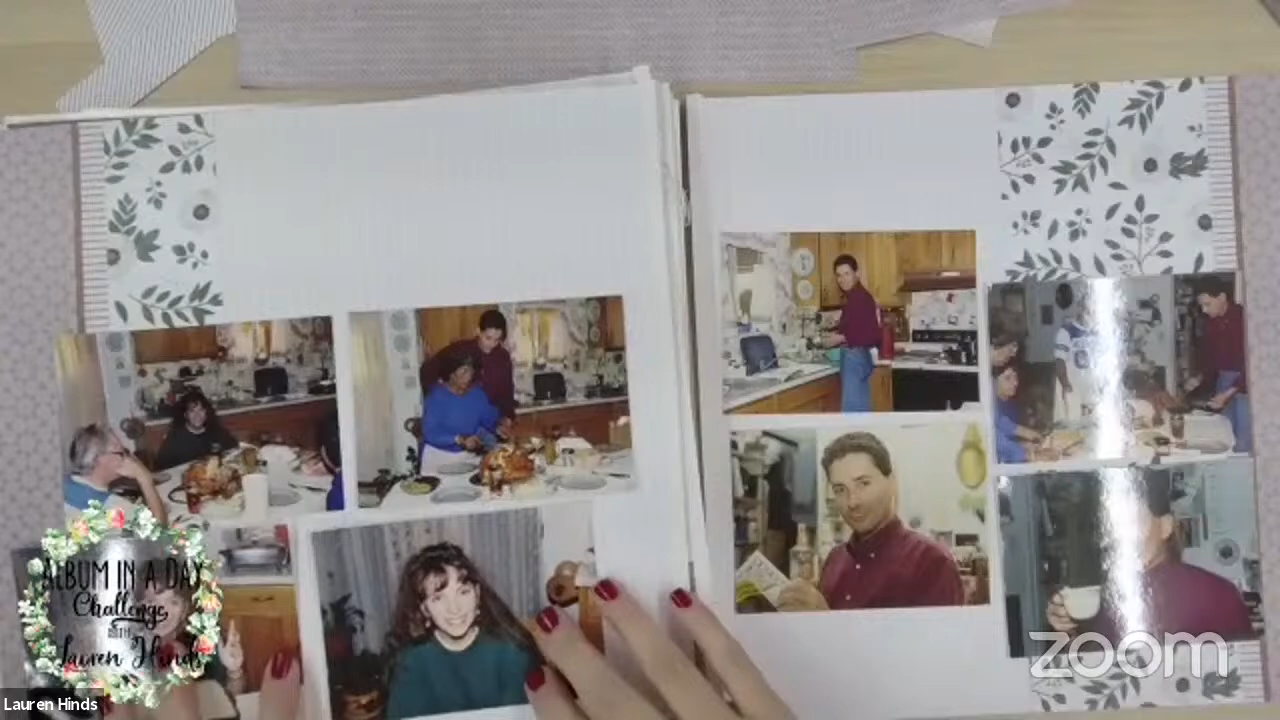 ALBUM IN A DAY
Challenge
WITH
Lauren Hinds
Lauren Hinds
zoom